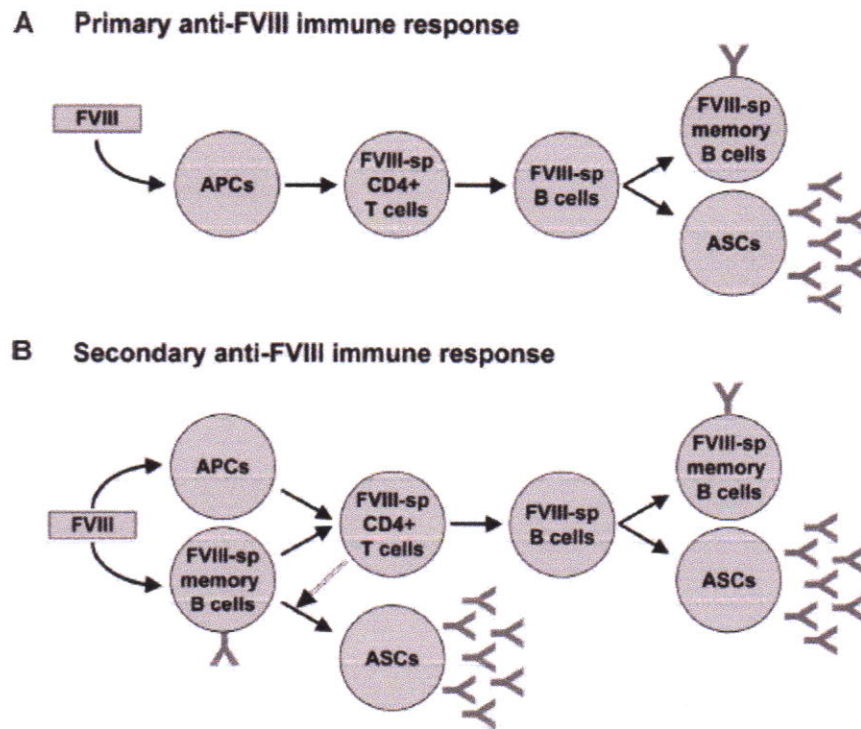 A Primary anti-FVIII immune response
FVIII
APCs
FVIII-sp
CD4+
T cells
FVIII-sp
B cells
FVIII-sp
memory
B cells
ASCs
B Secondary anti-FVIII immune response
FVIII
APCs
FVIII-sp
memory
B cells
FVIII-sp
CD4+
T cells
ASCs
FVIII-sp
B cells
FVIII-sp
memory
B cells
ASCs